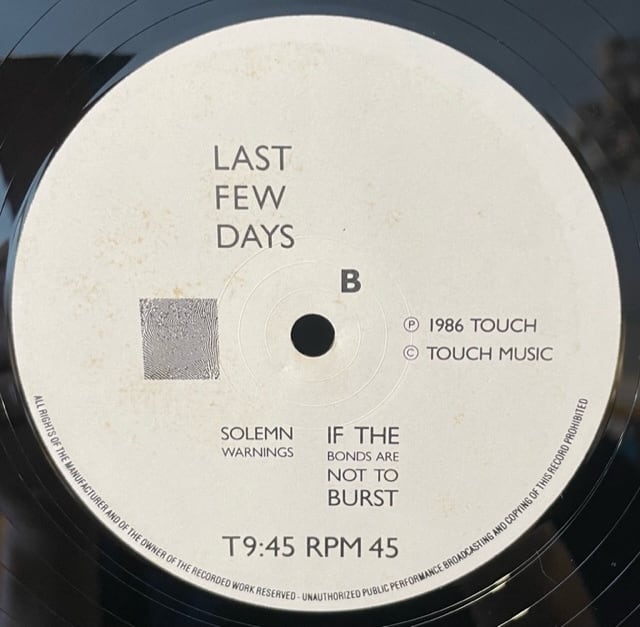 LAST
FEW
DAYS
B
℗ 1986 TOUCH
© TOUCH MUSIC
SOLEMN
WARNINGS
IF THE
BONDS ARE
NOT TO
BURST
T9:45 RPM 45
ALL RIGHTS OF THE MANUFACTURER AND OF THE OWNER OF THE RECORDED WORK RESERVED - UNAUTHORIZED PUBLIC PERFORMANCE BROADCASTING AND COPYING OF THIS RECORD PROHIBITED